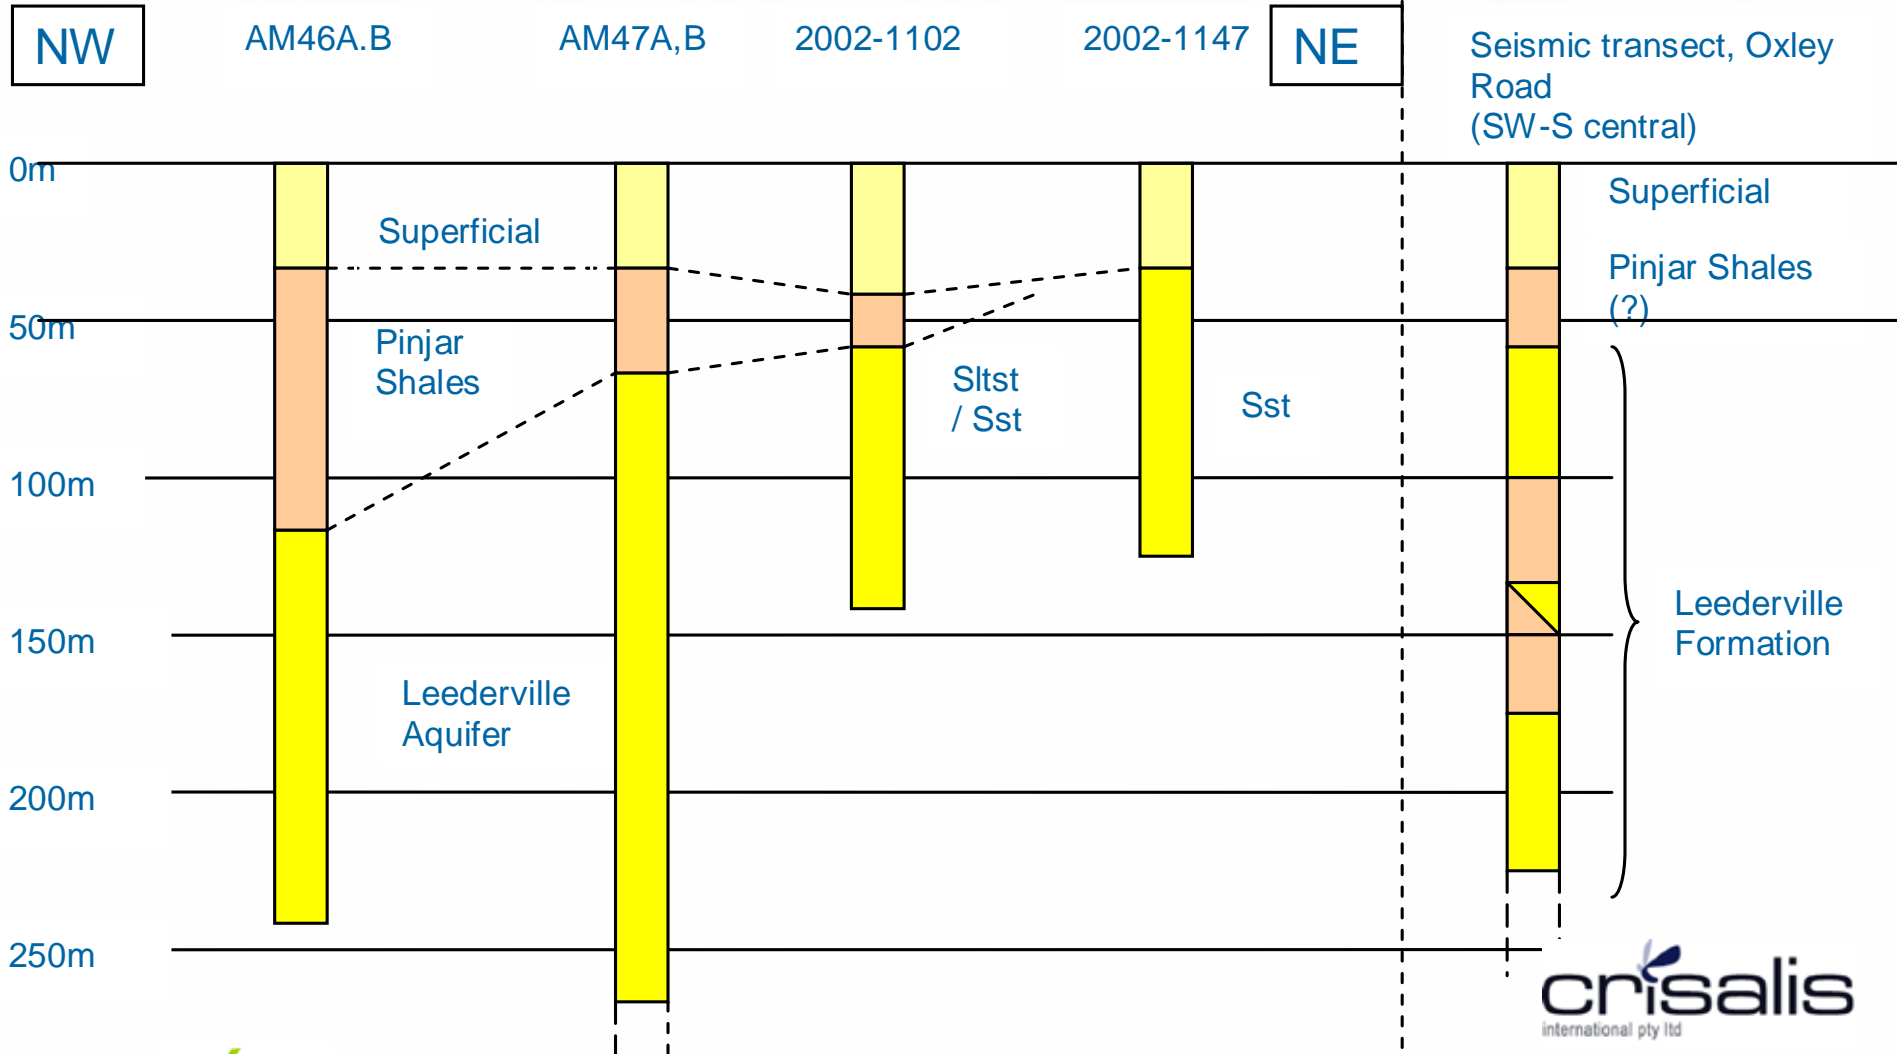 NW
AM46A.B
AM47A,B
2002-1102
2002-1147
NE
Seismic transect, Oxley
Road
(SW-S central)
0m
Superficial
Superficial
Pinjar Shales
(?)
50m
Pinjar
Shales
Sltst
/ Sst
Sst
100m
Leederville
Formation
150m
Leederville
Aquifer
200m
250m
crisalis
international pty ltd